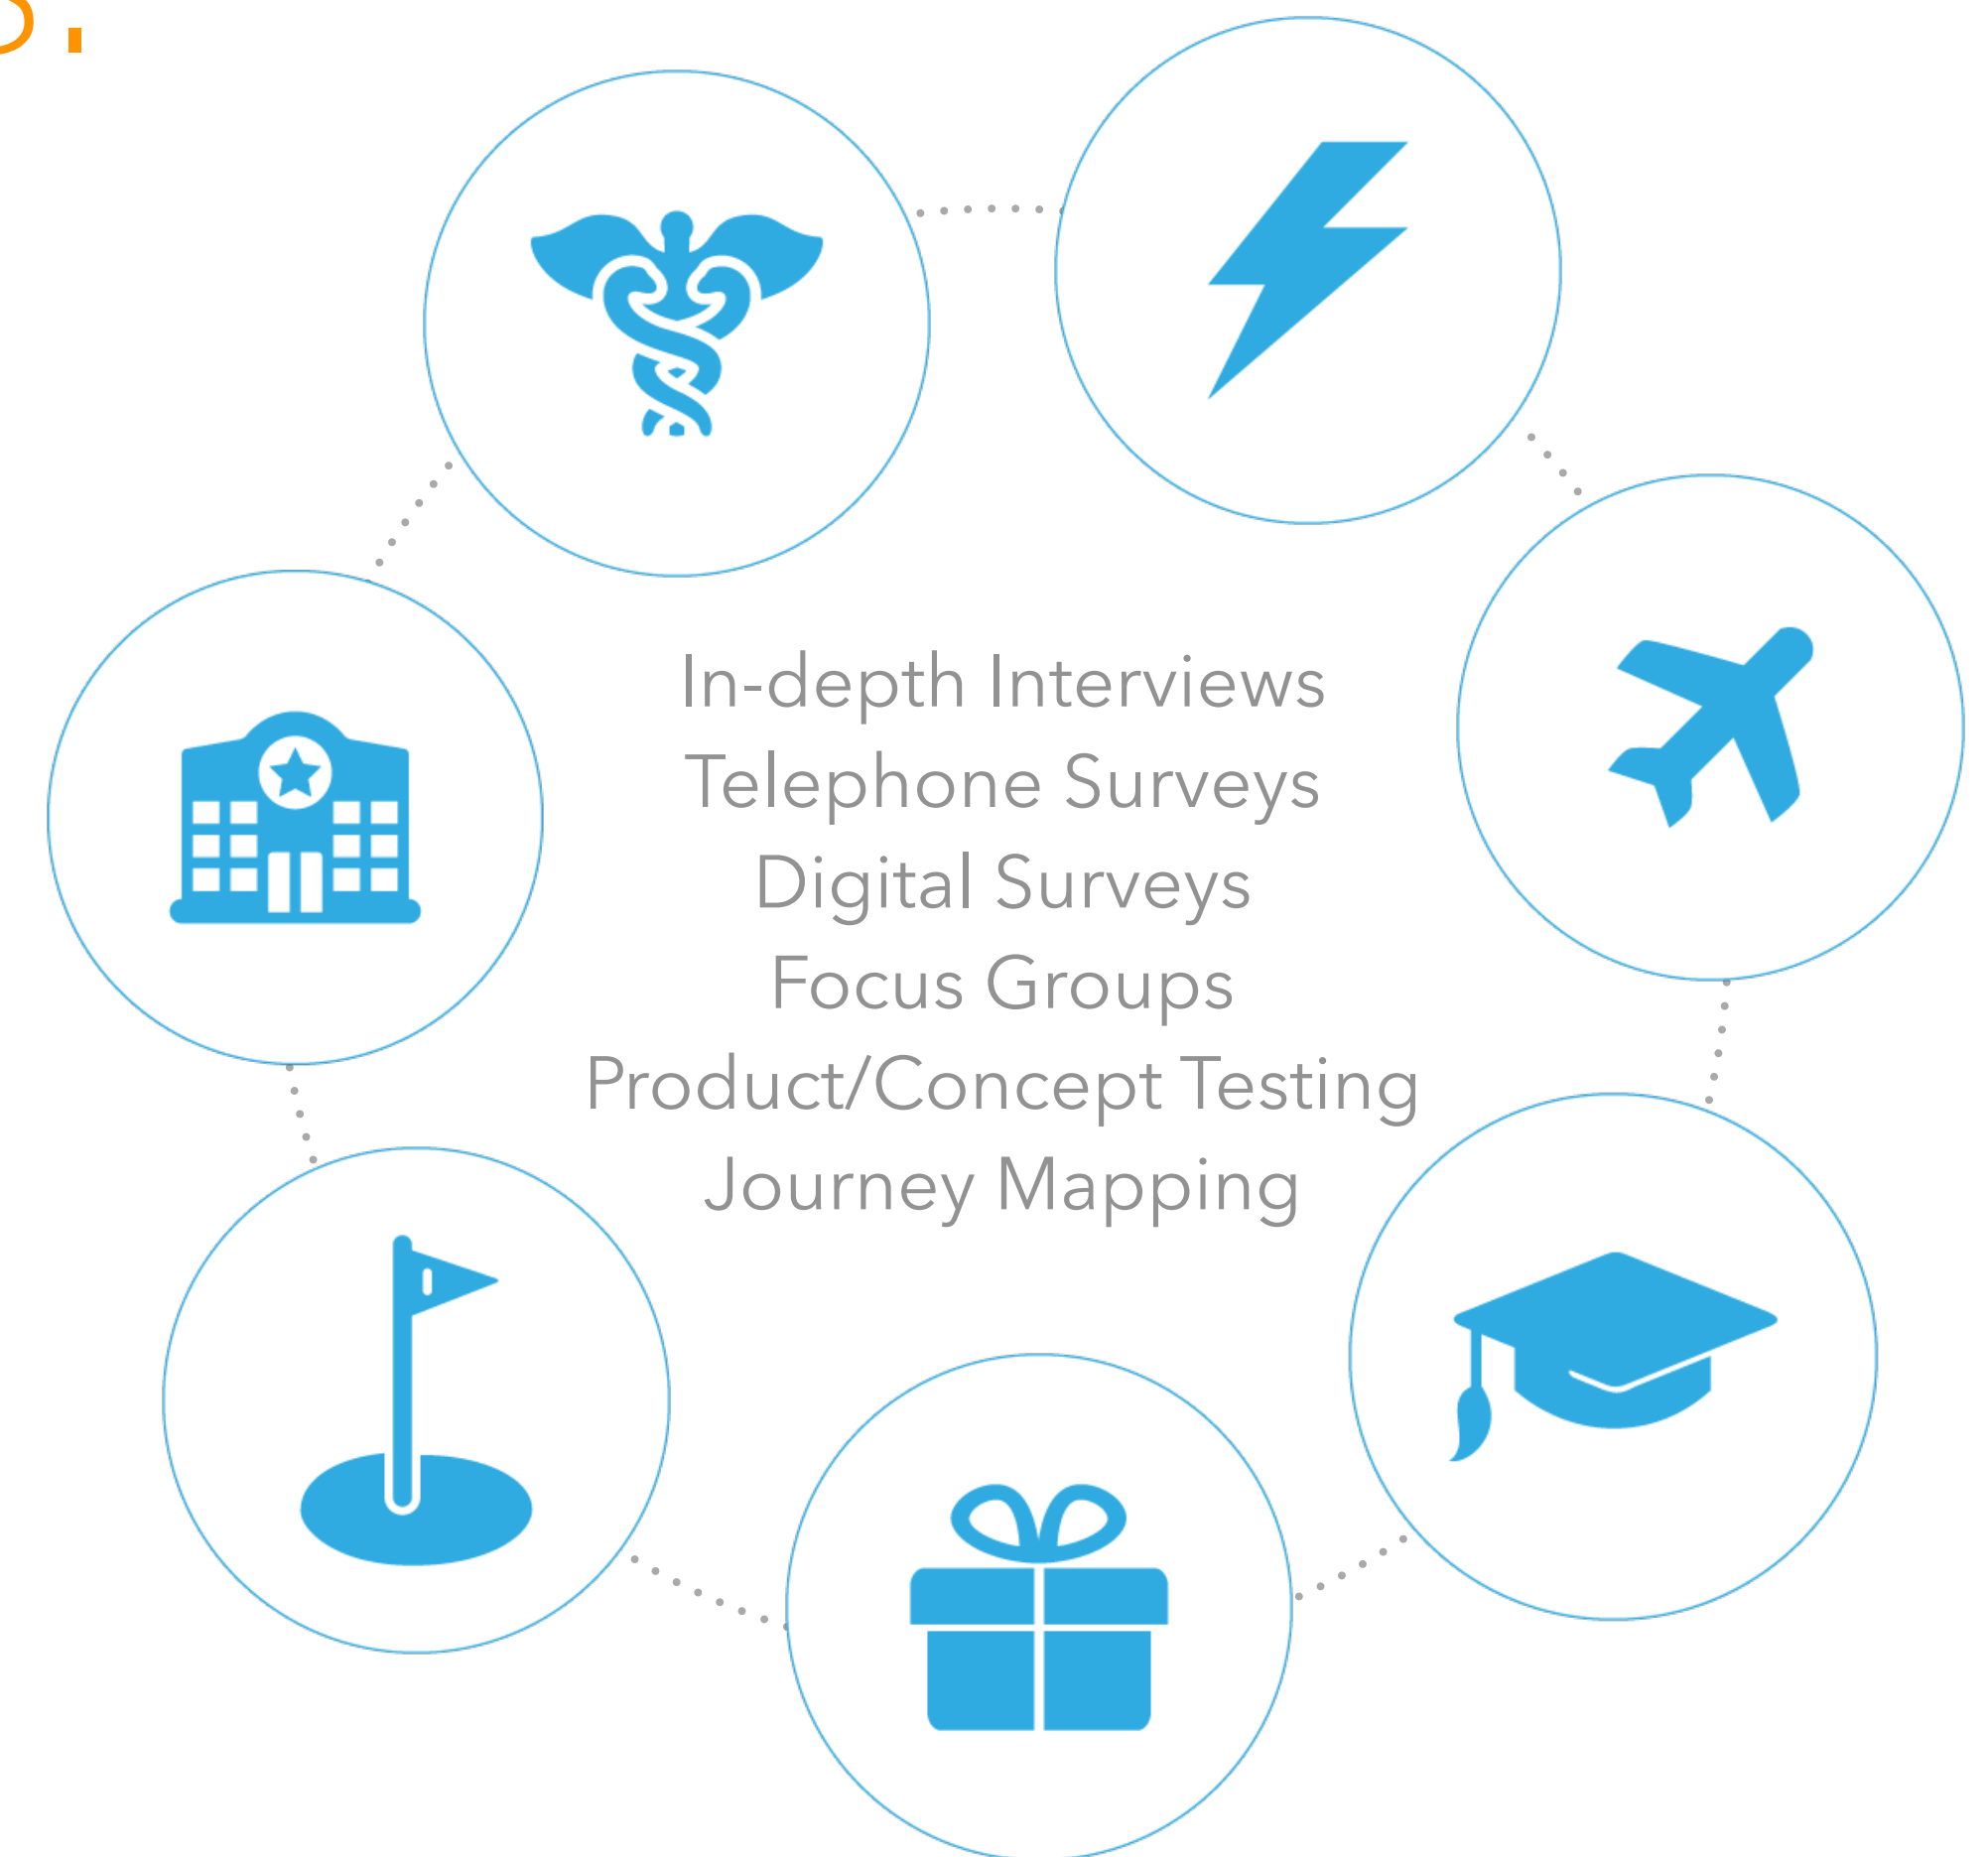 In-depth Interviews
Telephone Surveys
Digital Surveys
Focus Groups
Product/Concept Testing
Journey Mapping